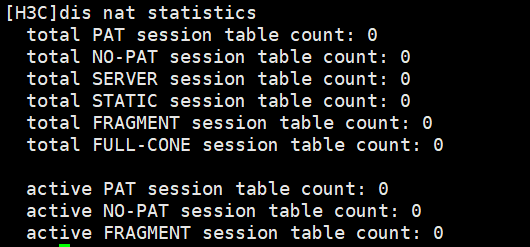 [H3C]dis nat statistics
total PAT session table count: 0
total NO-PAT session table count: 0
total SERVER session table count: 0
total STATIC session table count: 0
total FRAGMENT session table count: 0
total FULL-CONE session table count: 0
active PAT session table count: 0
active NO-PAT session table count: 0
active FRAGMENT session table count: 0